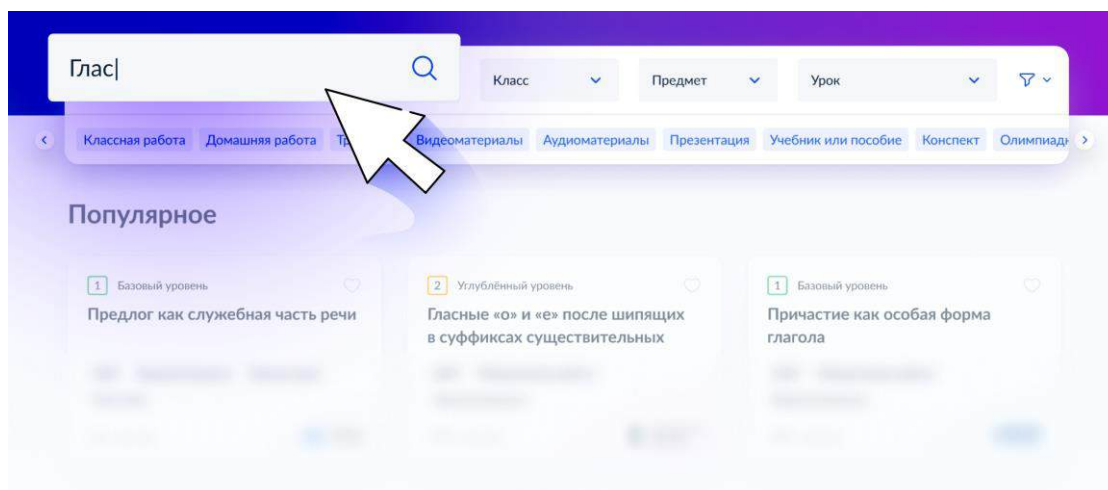 Глас
Класс
Предмет
Урок
Классная работа
Домашняя работа
Видеоматериалы
Аудиоматериалы
Презентация
Учебник или пособие
Конспект
Популярное
1 Базовый уровень
Предлог как служебная часть речи
2 Углублённый уровень
Гласные «о» и «е» после шипящих
в суффиксах существительных
1 Базовый уровень
Причастие как особая форма
глагола